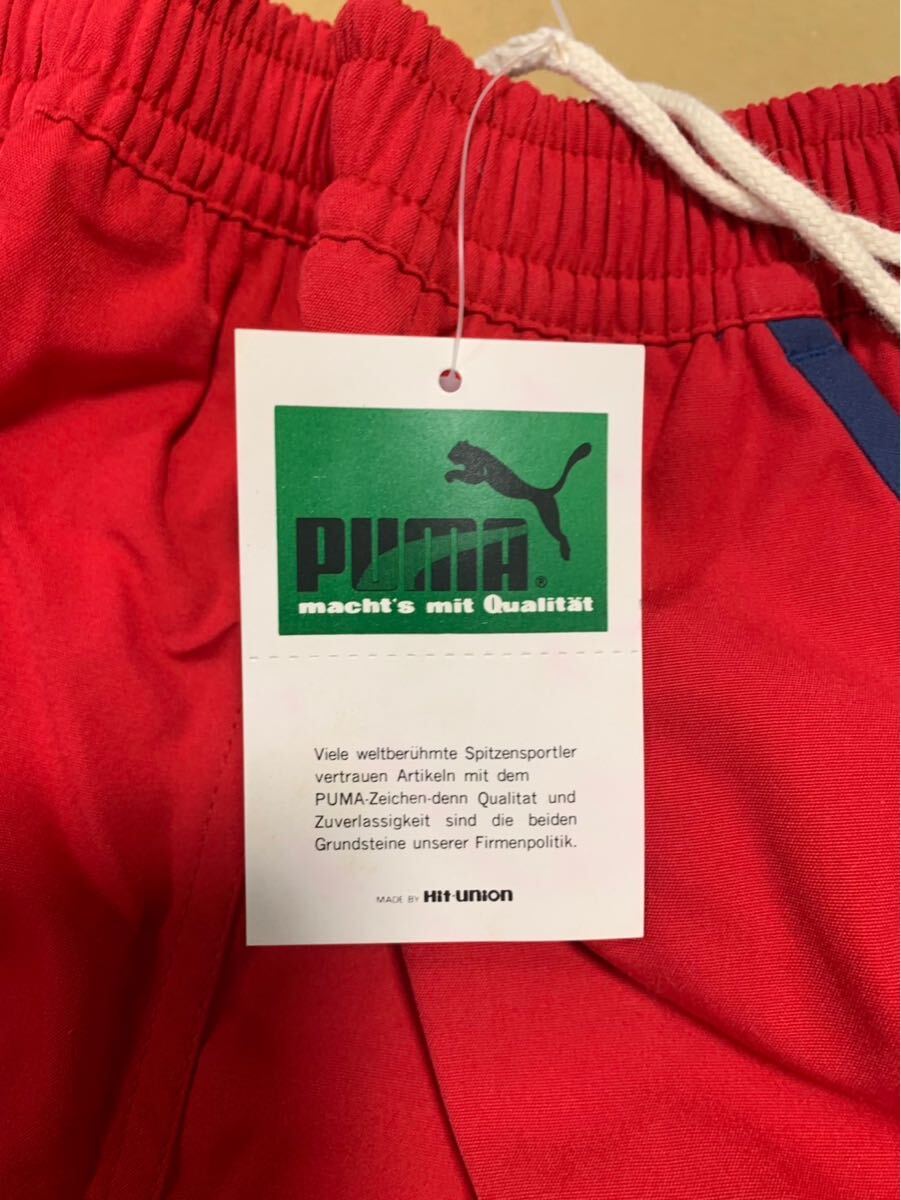 PUMA®
macht's mit Qualität
Viele weltberühmte Spitzensportler
vertrauen Artikeln mit dem
PUMA-Zeichen-denn Qualitat und
Zuverlassigkeit sind die beiden
Grundsteine unserer Firmenpolitik.
MADE BY Hit-union